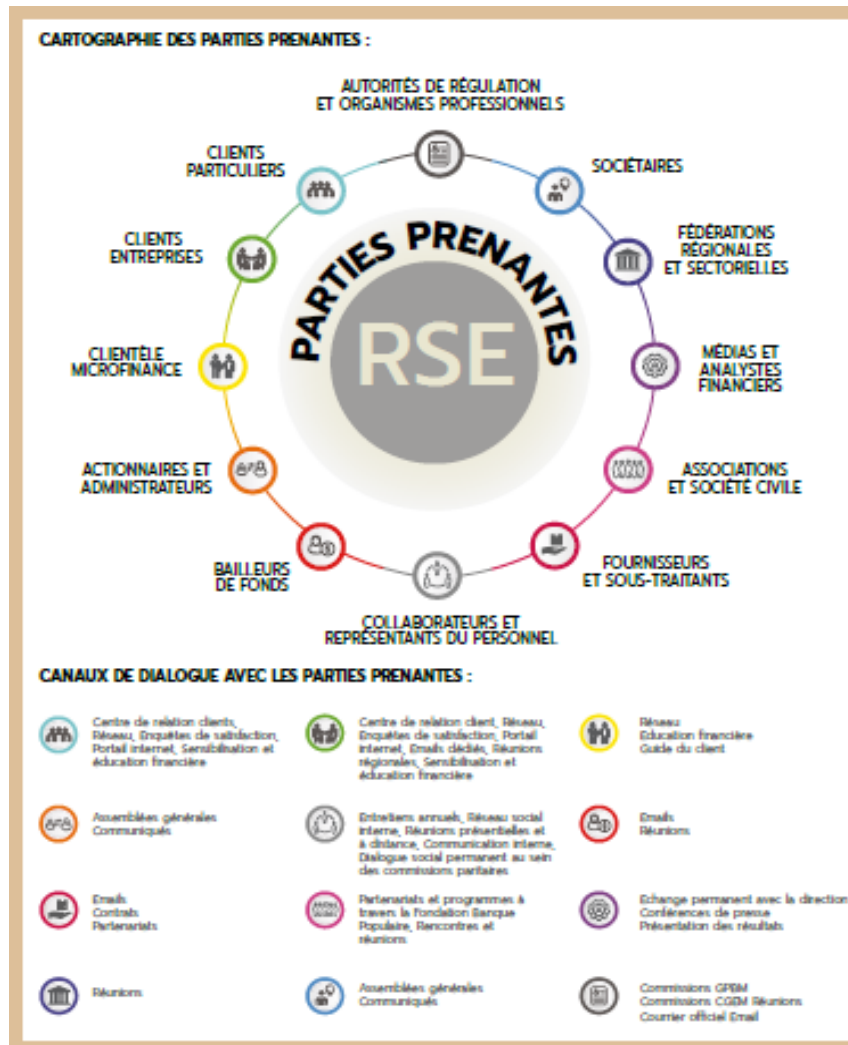 CARTOGRAPHIE DES PARTIES PRENANTES :
AUTORITÉS DE RÉGULATION
ET ORGANISMES PROFESSIONNELS
CLIENTS
PARTICULIERS
SOCIÉTAIRES
CLIENTS
ENTREPRISES
FÉDÉRATIONS
RÉGIONALES
ET SECTORIELLES
PARTIES PRENANTES
RSE
CLIENTÈLE
MICROFINANCE
MÉDIAS ET
ANALYSTES
FINANCIERS
ACTIONNAIRES ET
ADMINISTRATEURS
ASSOCIATIONS
ET SOCIÉTÉ CIVILE
BAILLEURS
DE FONDS
FOURNISSEURS
ET SOUS-TRAITANTS
COLLABORATEURS ET
REPRÉSENTANTS DU PERSONNEL
CANAUX DE DIALOGUE AVEC LES PARTIES PRENANTES :
Centre de relation clients,
Réseau, Enquêtes de satisfaction,
Portail internet, Sensibilisation et
éducation financière
Centre de relation client, Réseau,
Enquêtes de satisfaction, Portail
internet, Emails dédiés, Réunions
régionales, Sensibilisation et
éducation financière
Réseau
Education financière
Guide du client
Assemblées générales
Communiqués
Entretiens annuels, Réseau social
interne, Réunions présentielles et
à distance, Communication interne,
Dialogue social permanent au sein
des commissions paritaires
Emails
Réunions
Emails
Contrats
Partenariats
Partenariats et programmes à
travers la Fondation Banque
Populaire, Rencontres et
réunions
Echange permanent avec la direction
Conférences de presse
Présentation des résultats
Réunions
Assemblées générales
Communiqués
Commissions GPBM
Commissions CGEM Réunions
Courrier officiel Email